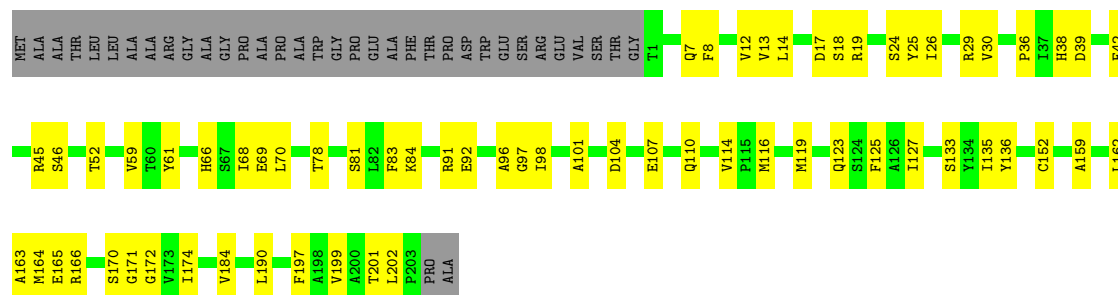 MET ALA ALA THR LEU LEU ALA ALA ARG GLY ALA GLY PRO ALA PRO ALA TRP GLY PRO GLU ALA PHE THR PRO ASP TRP GLU SER ARG GLU VAL SER THR GLY T1 Q7 F8 V12 V13 L14 D17 S18 R19 S24 Y25 I26 R29 V30 P36 I37 H38 D39
R45 S46 T52 V59 T60 Y61 H66 S67 I68 E69 L70 T78 S81 L82 F83 K84 R91 E92 A96 G97 I98 A101 D104 E107 Q110 V114 P115 M116 M119 Q123 S124 F125 A126 I127 S133 Y134 I135 Y136 C152 A159
A163 M164 E165 R166 S170 G171 G172 V173 I174 V184 L190 F197 A198 V199 A200 T201 L202 P203 PRO ALA